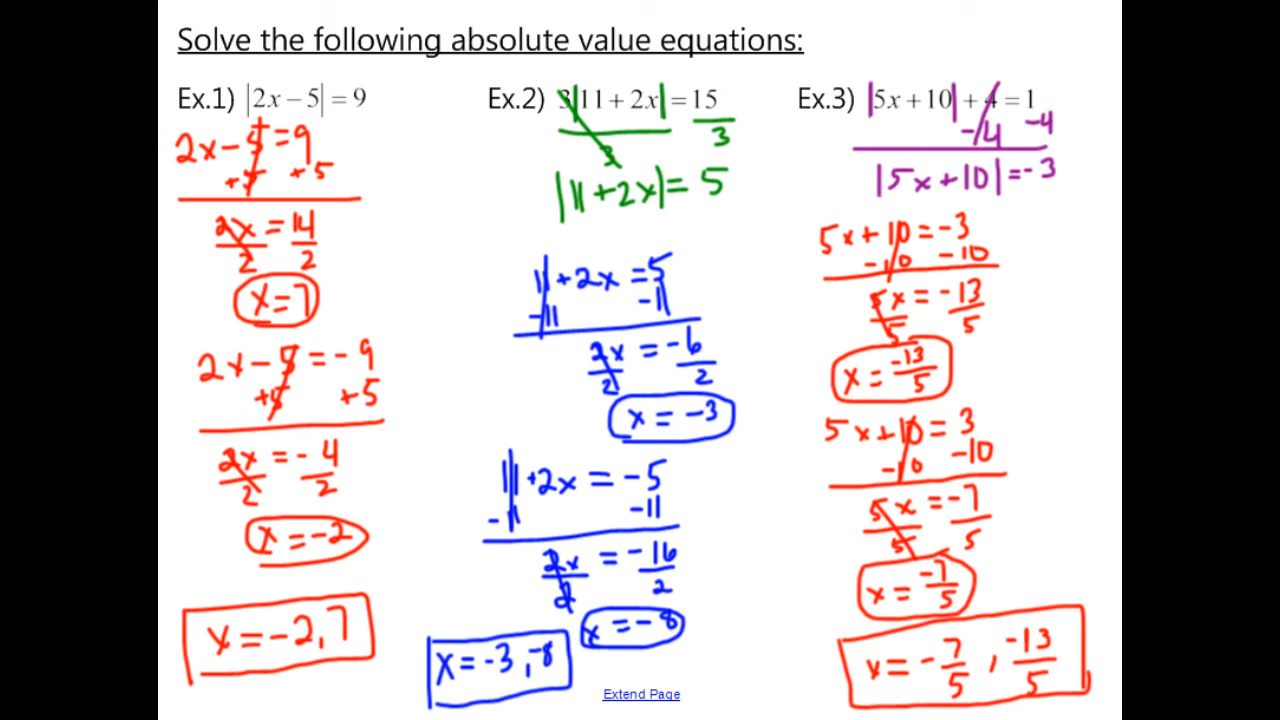 Solve the following absolute value equations:
Ex.1) |2x − 5| = 9
2x − 5 = 9
+5 +5
2x = 14
2 2
x = 7
2x − 5 = −9
+5 +5
2x = −4
2 2
x = −2
x = −2, 7
Ex.2) 3|11 + 2x| = 15
3 3
|11 + 2x| = 5
11 + 2x = 5
−11 −11
2x = −6
2 2
x = −3
11 + 2x = −5
−11 −11
2x = −16
2 2
x = −8
x = −3, −8
Ex.3) |5x + 10| + 4 = 1
−4 −4
|5x + 10| = −3
5x + 10 = −3
−10 −10
5x = −13
5 5
x = −13/5
5x + 10 = 3
−10 −10
5x = −7
5 5
x = −7/5
x = −7/5, −13/5
Extend Page